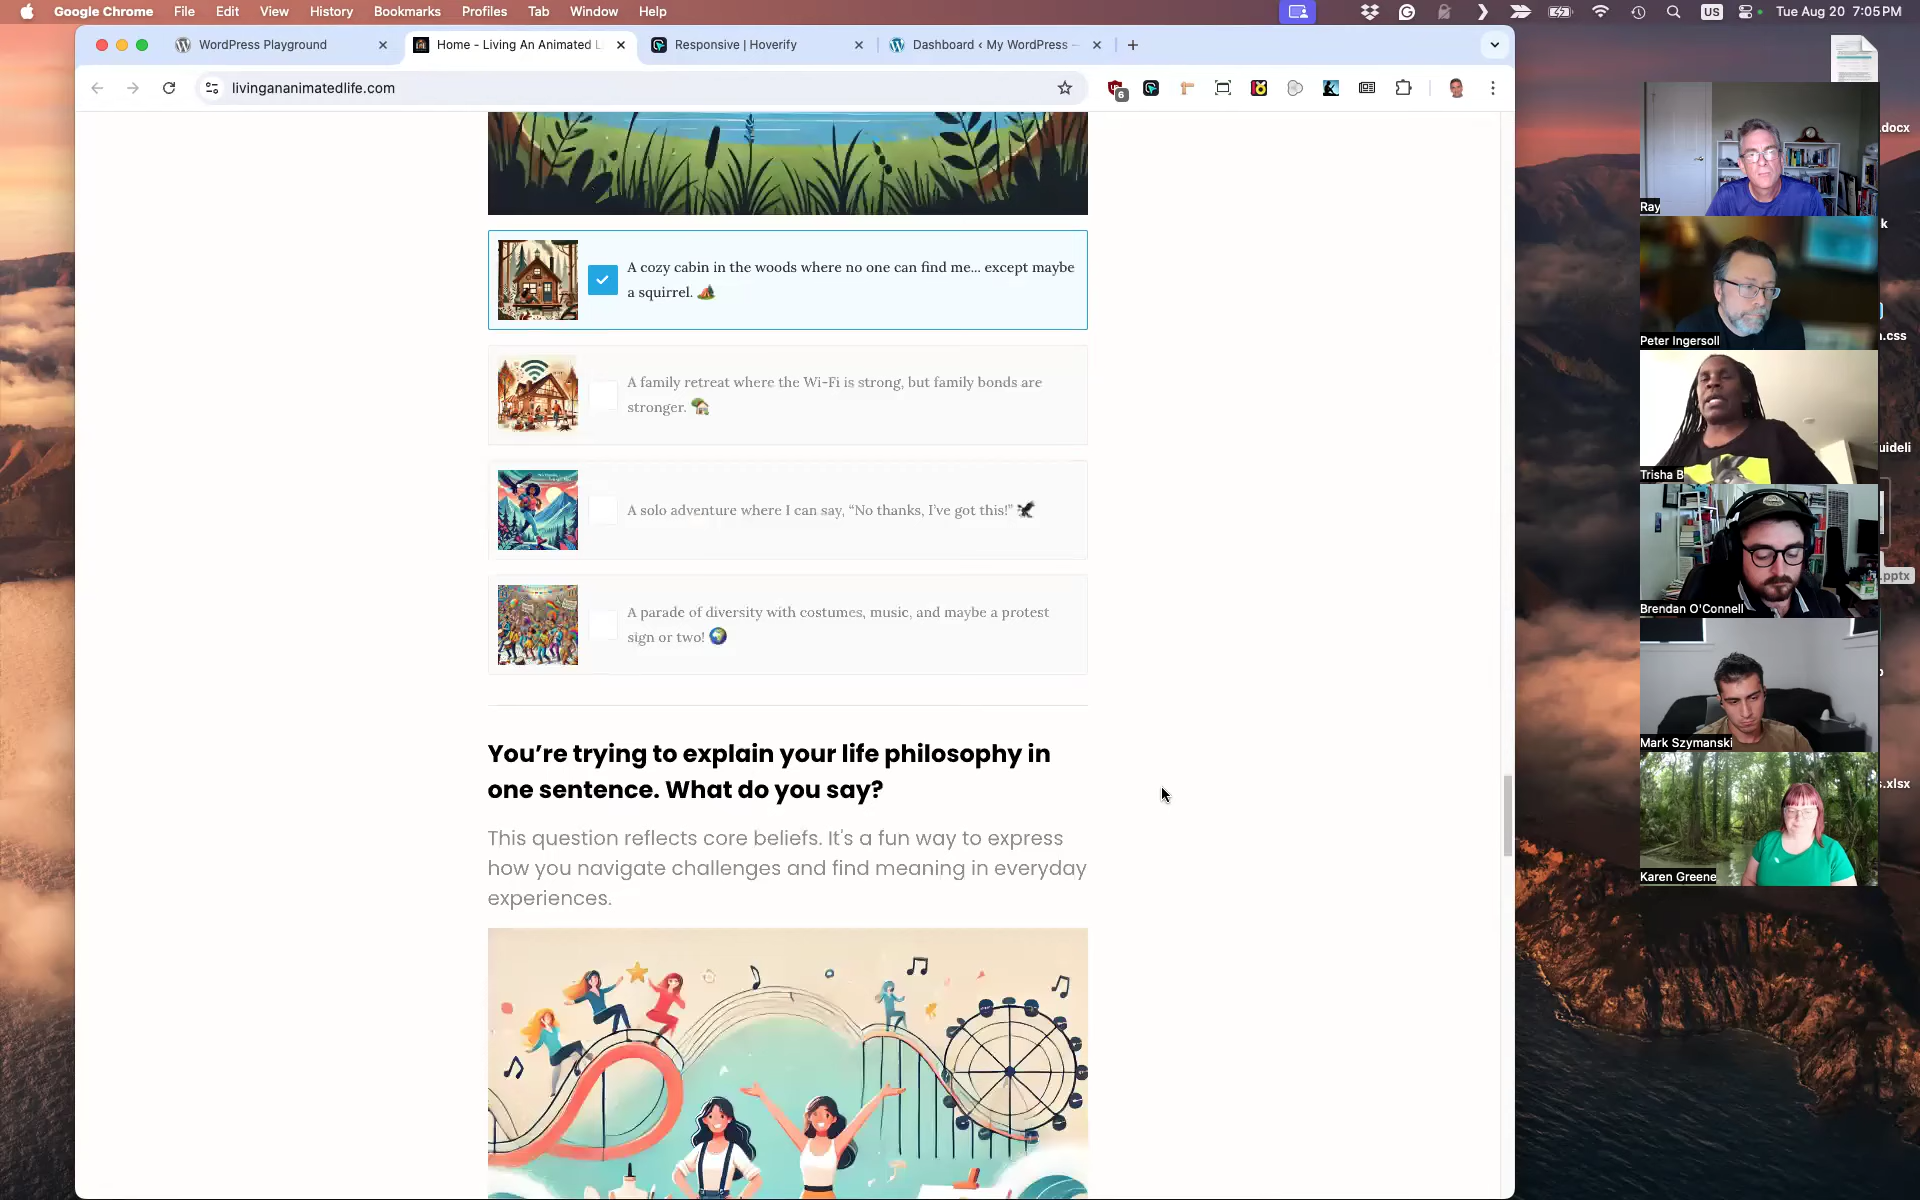 Google Chrome File Edit View History Bookmarks Profiles Tab Window Help
US Tue Aug 20 7:05 PM
WordPress Playground
Home - Living An Animated L
Responsive | Hoverify
Dashboard ‹ My WordPress –
livingananimatedlife.com
6
A cozy cabin in the woods where no one can find me... except maybe
a squirrel.
A family retreat where the Wi-Fi is strong, but family bonds are
stronger.
A solo adventure where I can say, “No thanks, I’ve got this!”
A parade of diversity with costumes, music, and maybe a protest
sign or two!
You’re trying to explain your life philosophy in
one sentence. What do you say?
This question reflects core beliefs. It's a fun way to express
how you navigate challenges and find meaning in everyday
experiences.
Ray
Peter Ingersoll
Trisha B
Brendan O'Connell
Mark Szymanski
Karen Greene
.docx
k
.css
uideli
.pptx
.xlsx